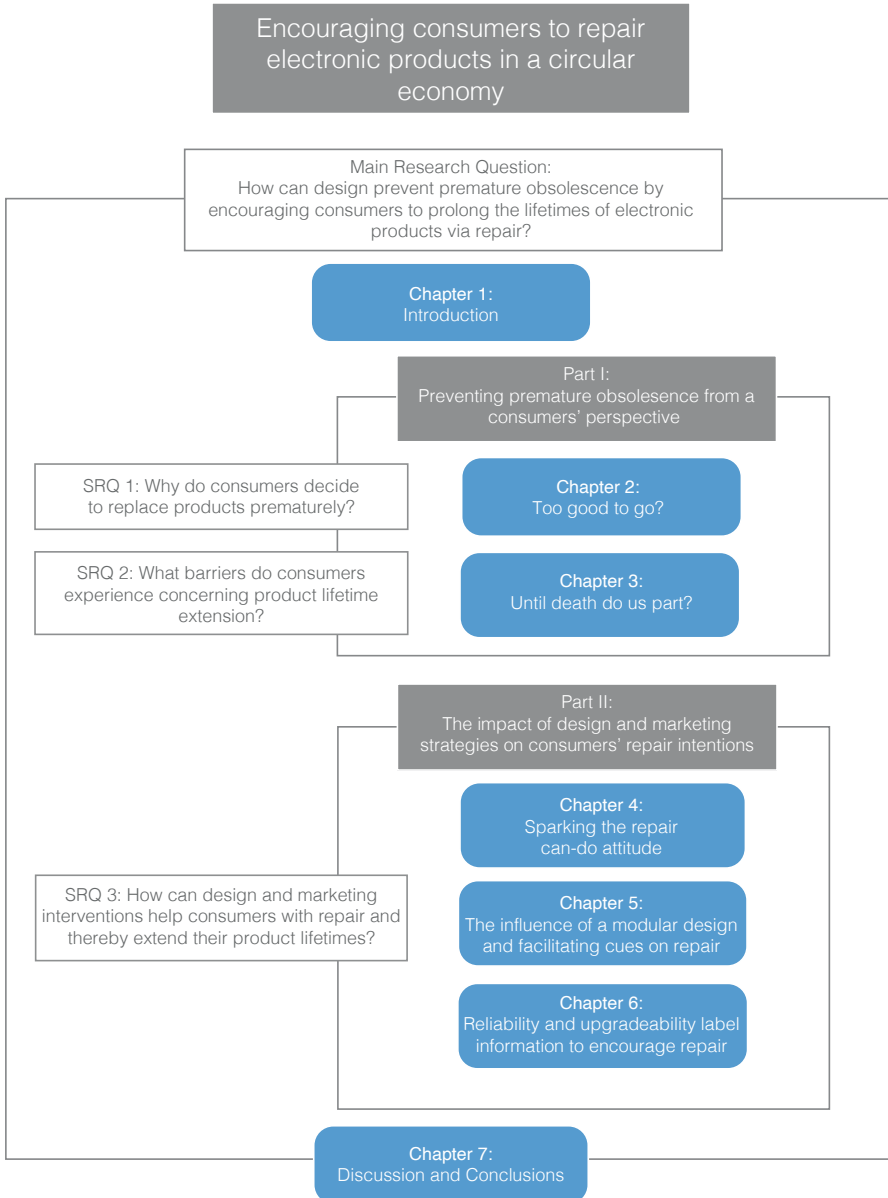 Encouraging consumers to repair
electronic products in a circular
economy
Main Research Question:
How can design prevent premature obsolescence by
encouraging consumers to prolong the lifetimes of electronic
products via repair?
Chapter 1:
Introduction
Part I:
Preventing premature obsolesence from a
consumers' perspective
SRQ 1: Why do consumers decide
to replace products prematurely?
Chapter 2:
Too good to go?
SRQ 2: What barriers do consumers
experience concerning product lifetime
extension?
Chapter 3:
Until death do us part?
Part II:
The impact of design and marketing
strategies on consumers' repair intentions
Chapter 4:
Sparking the repair
can-do attitude
SRQ 3: How can design and marketing
interventions help consumers with repair and
thereby extend their product lifetimes?
Chapter 5:
The influence of a modular design
and facilitating cues on repair
Chapter 6:
Reliability and upgradeability label
information to encourage repair
Chapter 7:
Discussion and Conclusions